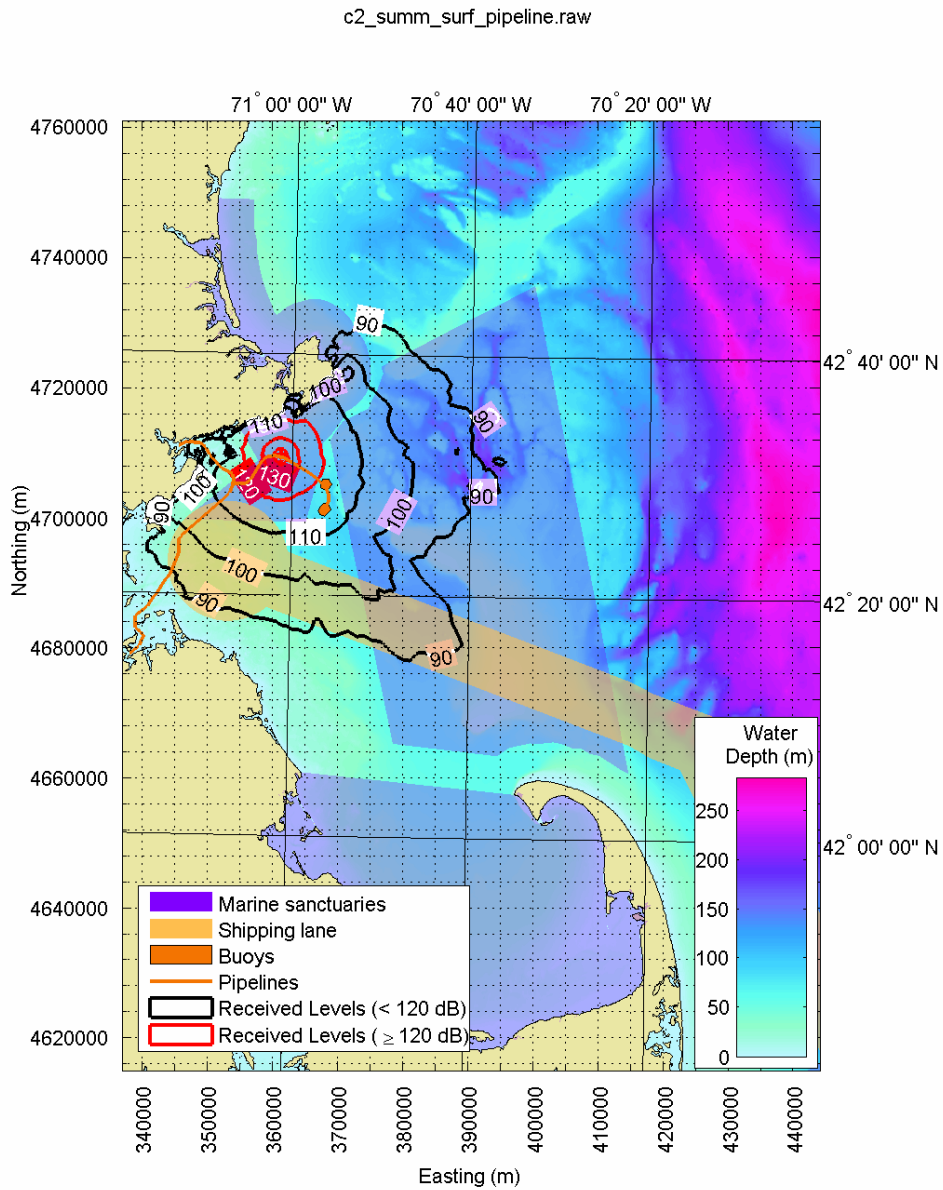 c2_summ_surf_pipeline.raw
71° 00' 00" W
70° 40' 00" W
70° 20' 00" W
4760000
4740000
4720000
4700000
4680000
4660000
4640000
4620000
Northing (m)
42° 40' 00" N
42° 20' 00" N
42° 00' 00" N
90
100
110
90
120
130
100
90
90
100
110
100
90
90
Water
Depth (m)
250
200
150
100
50
0
Marine sanctuaries
Shipping lane
Buoys
Pipelines
Received Levels (< 120 dB)
Received Levels ( ≥ 120 dB)
340000
350000
360000
370000
380000
390000
400000
410000
420000
430000
440000
Easting (m)